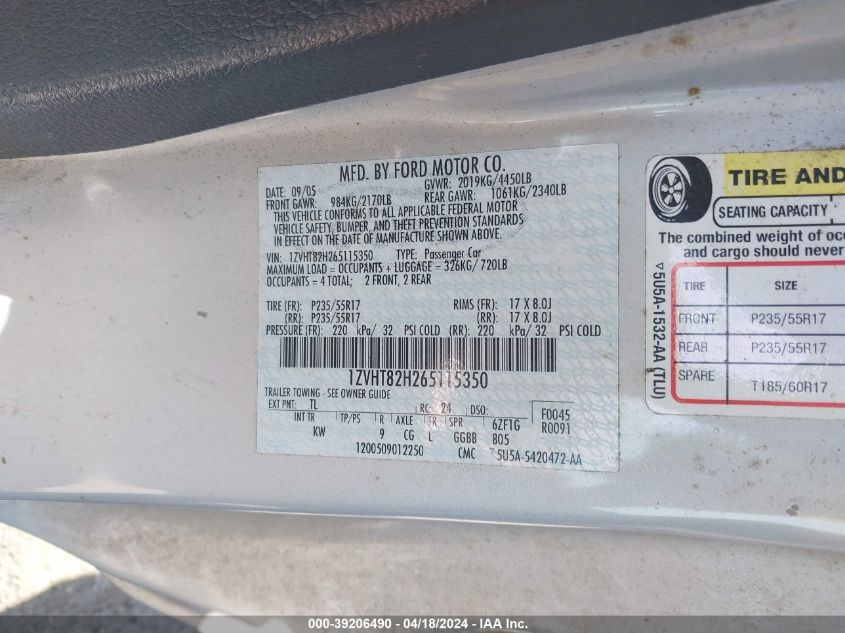 MFD. BY FORD MOTOR CO.
DATE: 09/05 GVWR: 2019KG/4450LB
FRONT GAWR: 984KG/2170LB REAR GAWR: 1061KG/2340LB
THIS VEHICLE CONFORMS TO ALL APPLICABLE FEDERAL MOTOR
VEHICLE SAFETY, BUMPER, AND THEFT PREVENTION STANDARDS
IN EFFECT ON THE DATE OF MANUFACTURE SHOWN ABOVE.
VIN: 1ZVHT82H265115350 TYPE: Passenger Car
MAXIMUM LOAD = OCCUPANTS + LUGGAGE = 326KG/720LB
OCCUPANTS = 4 TOTAL; 2 FRONT, 2 REAR
TIRE (FR): P235/55R17 RIMS (FR): 17 X 8.0J
(RR): P235/55R17 (RR): 17 X 8.0J
PRESSURE (FR): 220 kPa/ 32 PSI COLD (RR): 220 kPa/ 32 PSI COLD
1ZVHT82H265115350
TRAILER TOWING - SEE OWNER GUIDE
EXT PNT: TL RC: 24 DSO: F0045
INT TR TP/PS R AXLE TR SPR 6ZF1G R0091
KW 9 CG L GGBB 805
1200509012250 CMC 5U5A-5420472-AA
TIRE AND
SEATING CAPACITY
The combined weight of occu
and cargo should never
TIRE SIZE
FRONT P235/55R17
REAR P235/55R17
SPARE T185/60R17
▽5U5A-1532-AA (TLU)
000-39206490 - 04/18/2024 - IAAI, Inc.